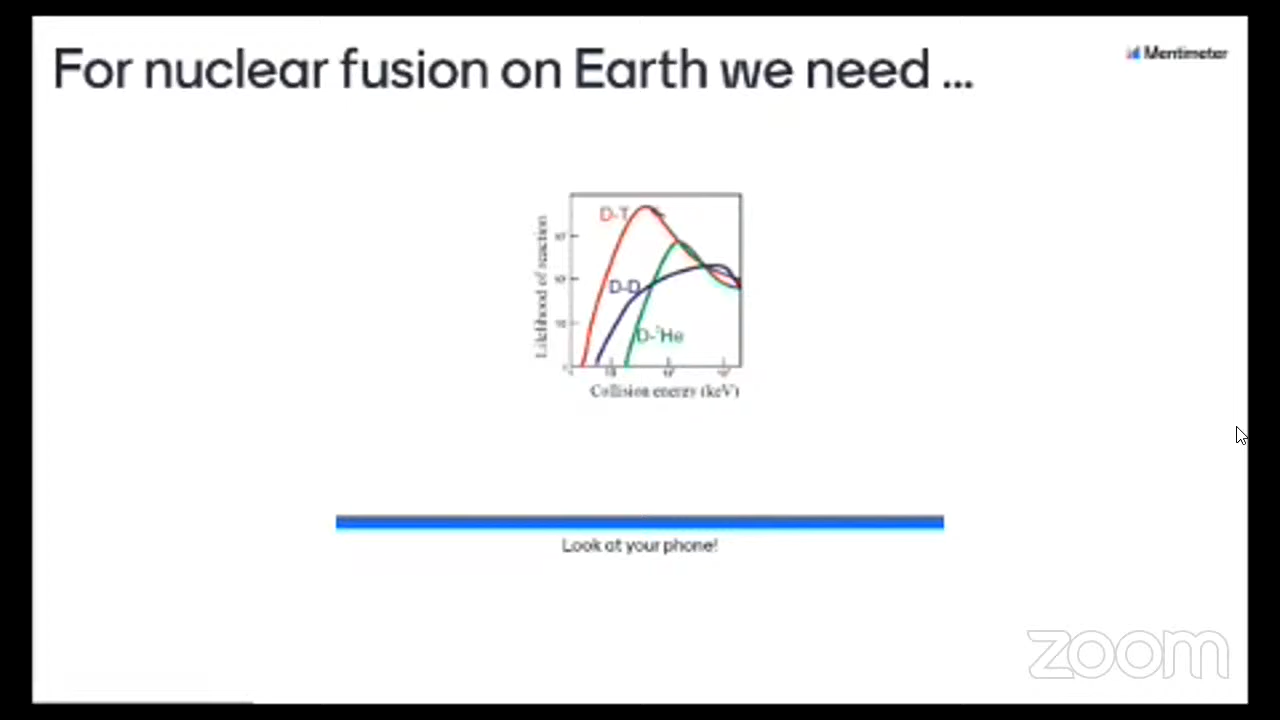 For nuclear fusion on Earth we need ...
Mentimeter
D-T
D-D
D-³He
Likelihood of reaction
Collision energy (keV)
Look at your phone!
zoom